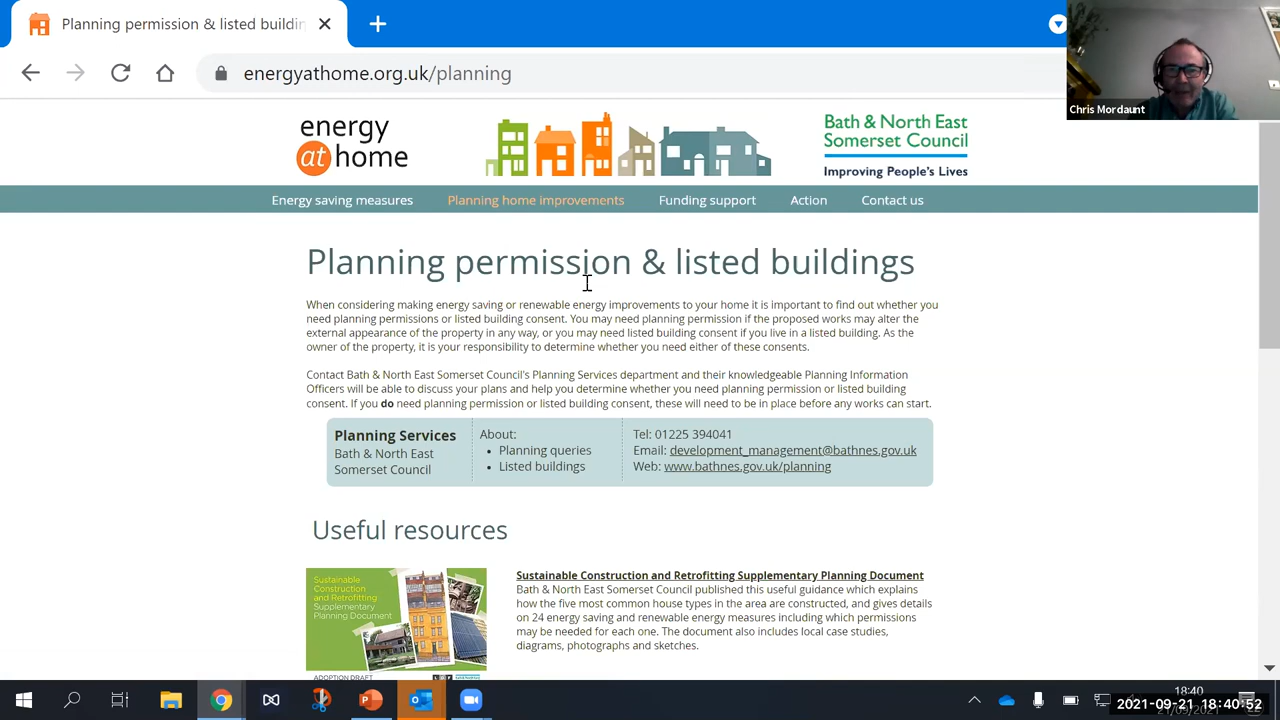 Planning permission & listed buildin
energyathome.org.uk/planning
Chris Mordaunt
energy
at home
Bath & North East
Somerset Council
Improving People's Lives
Energy saving measures
Planning home improvements
Funding support
Action
Contact us
Planning permission & listed buildings
When considering making energy saving or renewable energy improvements to your home it is important to find out whether you
need planning permissions or listed building consent. You may need planning permission if the proposed works may alter the
external appearance of the property in any way, or you may need listed building consent if you live in a listed building. As the
owner of the property, it is your responsibility to determine whether you need either of these consents.
Contact Bath & North East Somerset Council's Planning Services department and their knowledgeable Planning Information
Officers will be able to discuss your plans and help you determine whether you need planning permission or listed building
consent. If you do need planning permission or listed building consent, these will need to be in place before any works can start.
Planning Services
Bath & North East
Somerset Council
About:
• Planning queries
• Listed buildings
Tel: 01225 394041
Email: development_management@bathnes.gov.uk
Web: www.bathnes.gov.uk/planning
Useful resources
Sustainable
Construction
and Retrofitting
Supplementary
Planning Document
ADOPTION DRAFT
Sustainable Construction and Retrofitting Supplementary Planning Document
Bath & North East Somerset Council published this useful guidance which explains
how the five most common house types in the area are constructed, and gives details
on 24 energy saving and renewable energy measures including which permissions
may be needed for each one. The document also includes local case studies,
diagrams, photographs and sketches.
18:40
2021-09-21 18:40:52